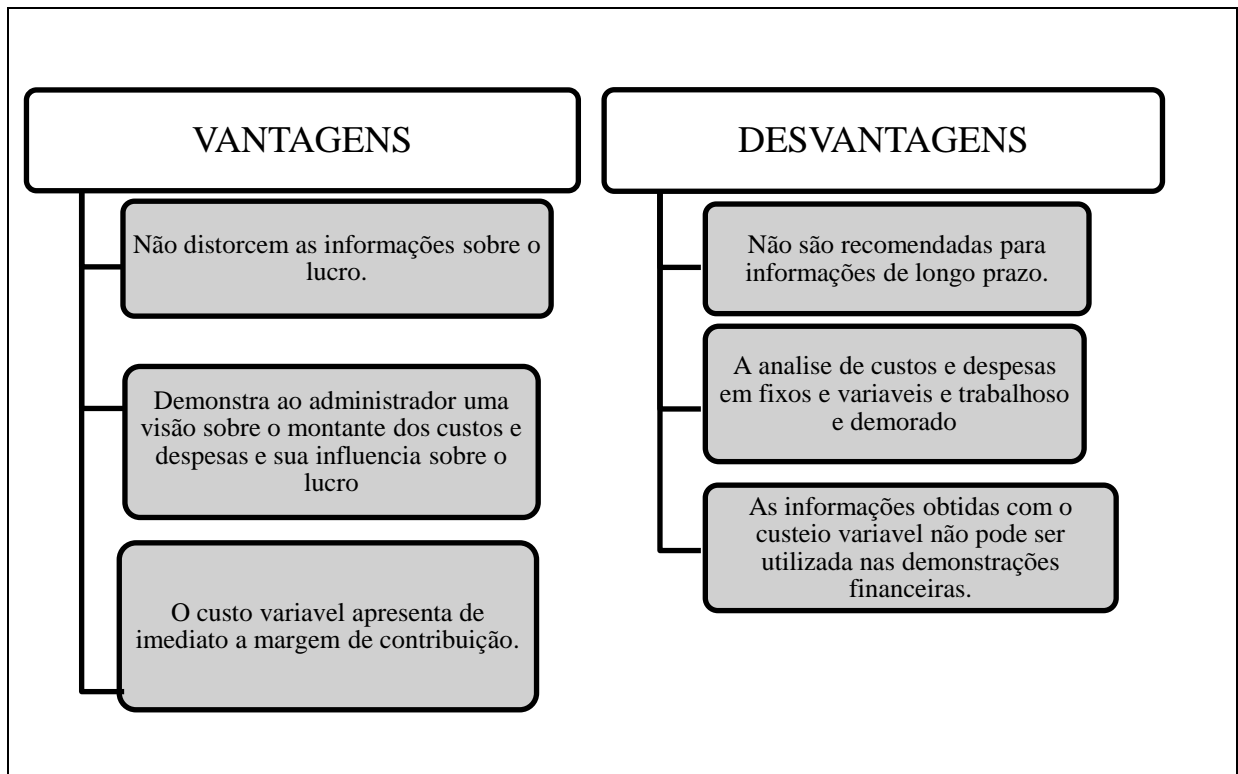 VANTAGENS
Não distorcem as informações sobre o
lucro.
Demonstra ao administrador uma
visão sobre o montante dos custos e
despesas e sua influencia sobre o
lucro
O custo variavel apresenta de
imediato a margem de contribuição.
DESVANTAGENS
Não são recomendadas para
informações de longo prazo.
A analise de custos e despesas
em fixos e variaveis e trabalhoso
e demorado
As informações obtidas com o
custeio variavel não pode ser
utilizada nas demonstrações
financeiras.